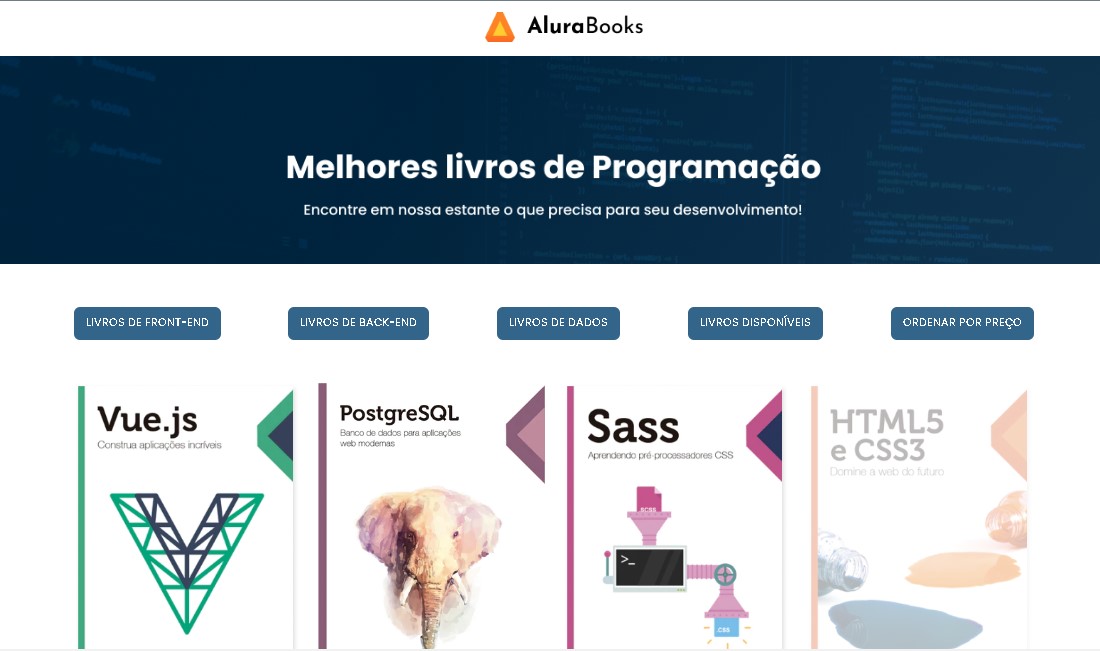 AluraBooks
Melhores livros de Programação
Encontre em nossa estante o que precisa para seu desenvolvimento!
LIVROS DE FRONT-END
LIVROS DE BACK-END
LIVROS DE DADOS
LIVROS DISPONÍVEIS
ORDENAR POR PREÇO
Vue.js
Construa aplicações incríveis
PostgreSQL
Banco de dados para aplicações
web modernas
Sass
Aprendendo pré-processadores CSS
SCSS
>_
.CSS
HTML5
e CSS3
Domine a web do futuro